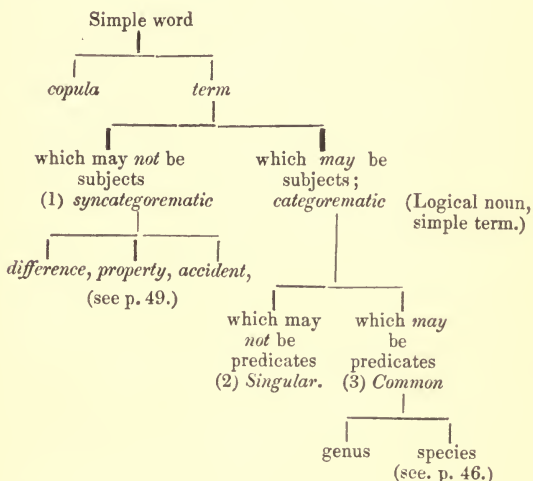 Simple word
copula term
which may not be which may be
subjects subjects;
(1) syncategorematic categorematic (Logical noun,
simple term.)
difference, property, accident,
(see p. 49.)
which may which may
not be be
predicates predicates
(2) Singular. (3) Common
genus species
(see. p. 46.)